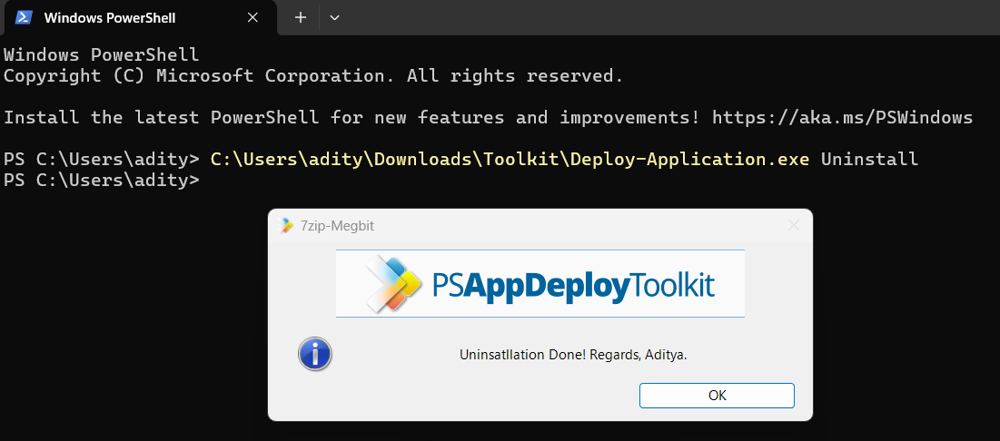 Windows PowerShell
Windows PowerShell
Copyright (C) Microsoft Corporation. All rights reserved.
Install the latest PowerShell for new features and improvements! https://aka.ms/PSWindows
PS C:\Users\adity> C:\Users\adity\Downloads\Toolkit\Deploy-Application.exe Uninstall
PS C:\Users\adity>
7zip-Megbit
PSAppDeployToolkit
Uninsatllation Done! Regards, Aditya.
OK